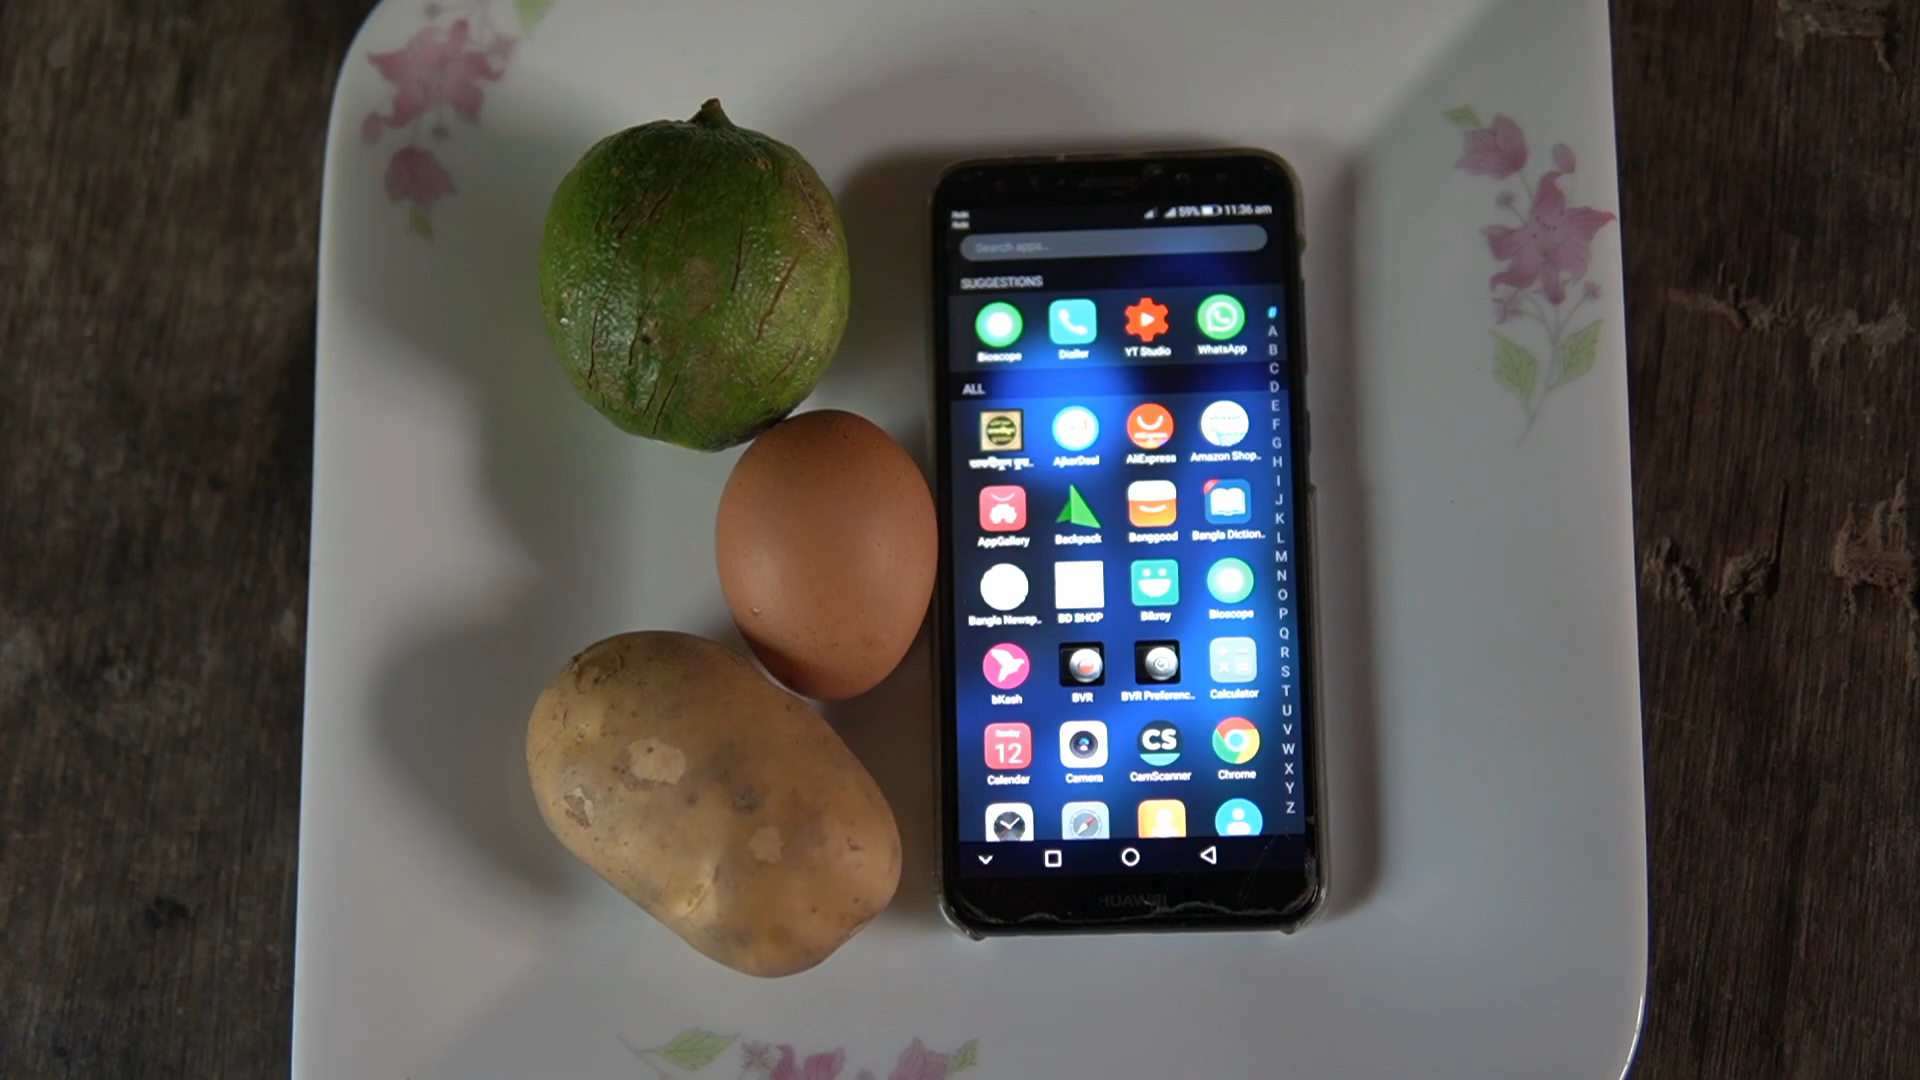 59% 11:36 am
Search apps...
SUGGESTIONS
Bioscope Dialler YT Studio WhatsApp
ALL
AjkerDeal AliExpress Amazon Shop..
AppGallery Backpack Banggood Bangla Diction..
Bangla Newsp.. BD SHOP Bikroy Bioscope
bKash BVR BVR Preferenc.. Calculator
Sunday
12
CS
Calendar Camera CamScanner Chrome
#
A
B
C
D
E
F
G
H
I
J
K
L
M
N
O
P
Q
R
S
T
U
V
W
X
Y
Z
HUAWEI